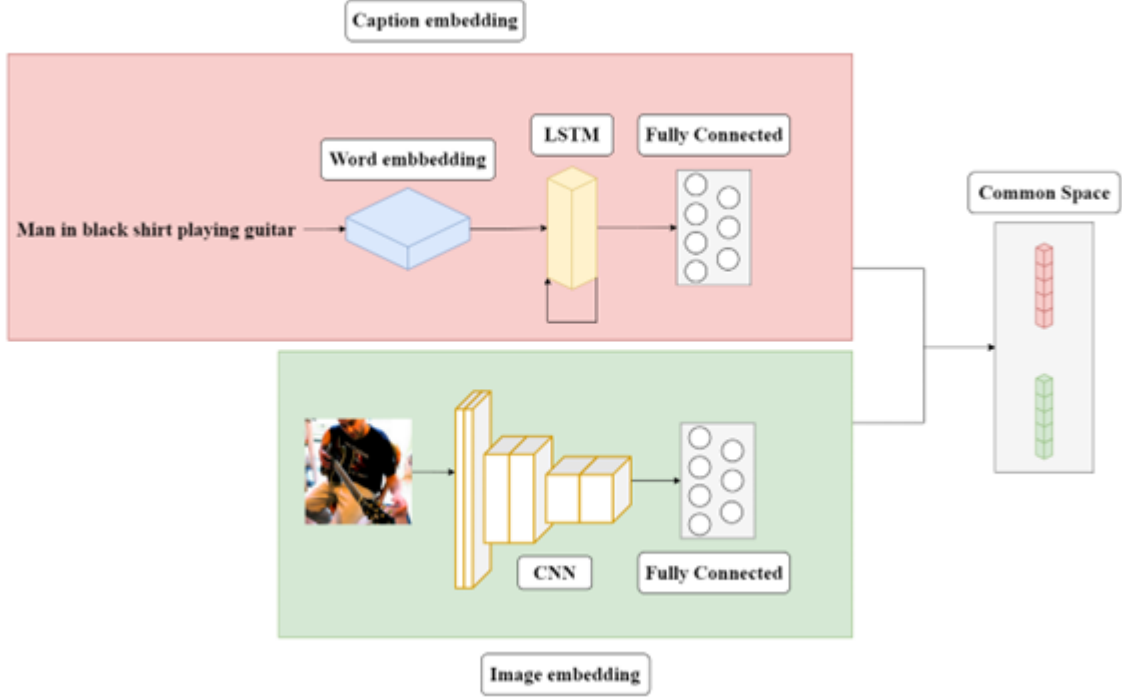 Caption embedding
LSTM
Fully Connected
Word embbedding
Common Space
Man in black shirt playing guitar
CNN
Fully Connected
Image embedding